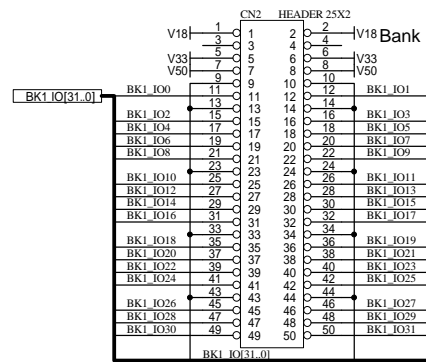 CN2 HEADER 25X2
V18 1 1 2 2 V18 Bank
3 3 4 4
V33 5 5 6 6 V33
V50 7 7 8 8 V50
9 9 10 10
BK1_IO[31..0] BK1_IO0 11 11 12 12 BK1_IO1
13 13 14 14
BK1_IO2 15 15 16 16 BK1_IO3
BK1_IO4 17 17 18 18 BK1_IO5
BK1_IO6 19 19 20 20 BK1_IO7
BK1_IO8 21 21 22 22 BK1_IO9
23 23 24 24
BK1_IO10 25 25 26 26 BK1_IO11
BK1_IO12 27 27 28 28 BK1_IO13
BK1_IO14 29 29 30 30 BK1_IO15
BK1_IO16 31 31 32 32 BK1_IO17
33 33 34 34
BK1_IO18 35 35 36 36 BK1_IO19
BK1_IO20 37 37 38 38 BK1_IO21
BK1_IO22 39 39 40 40 BK1_IO23
BK1_IO24 41 41 42 42 BK1_IO25
43 43 44 44
BK1_IO26 45 45 46 46 BK1_IO27
BK1_IO28 47 47 48 48 BK1_IO29
BK1_IO30 49 49 50 50 BK1_IO31
BK1_IO[31..0]